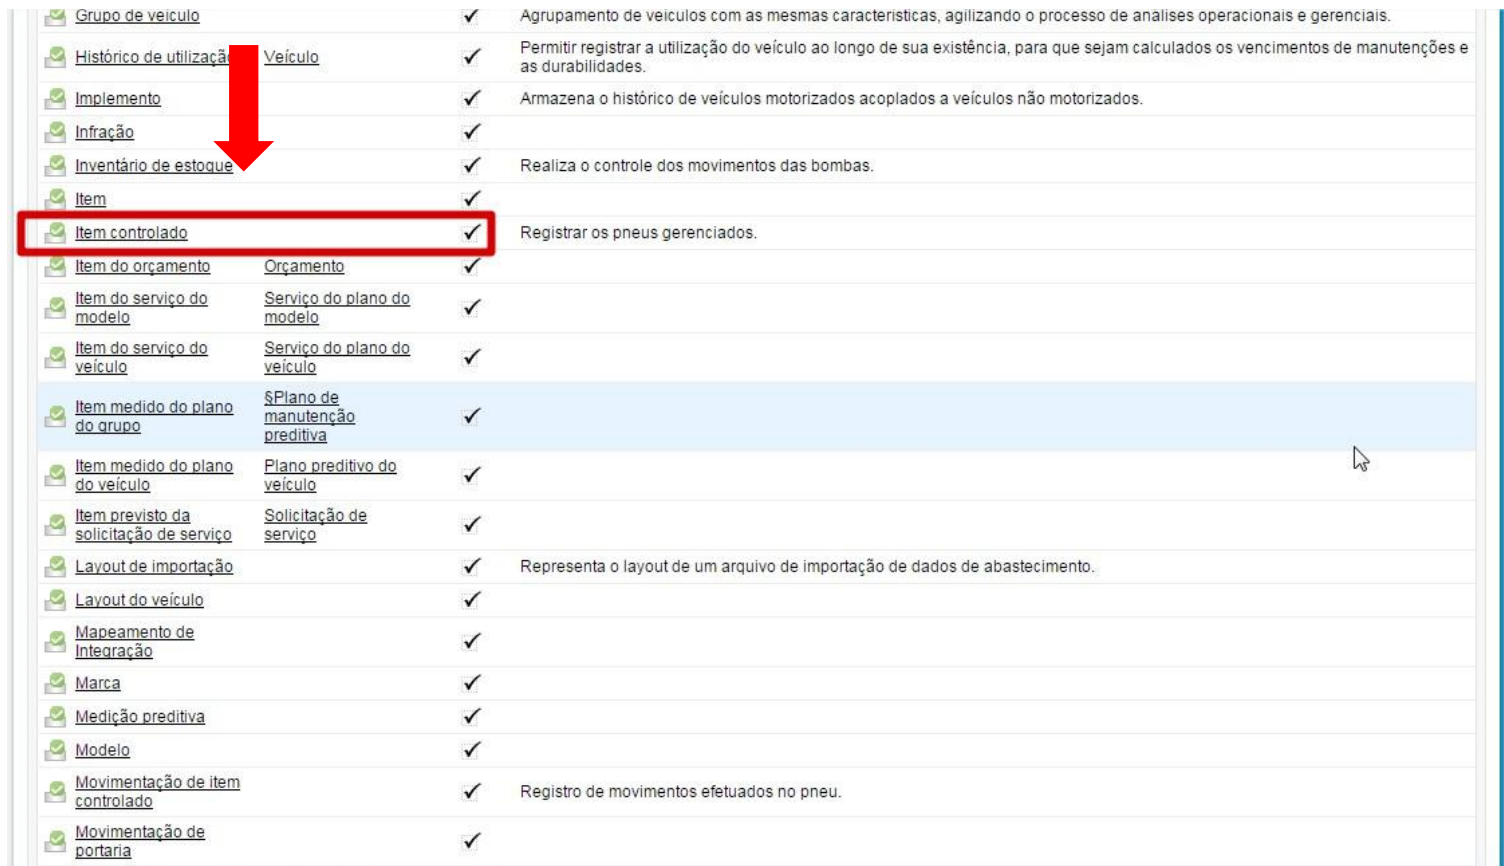 Grupo de veículo Agrupamento de veículos com as mesmas características, agilizando o processo de análises operacionais e gerenciais.
Histórico de utilização Veículo Permitir registrar a utilização do veículo ao longo de sua existência, para que sejam calculados os vencimentos de manutenções e
as durabilidades.
Implemento Armazena o histórico de veículos motorizados acoplados a veículos não motorizados.
Infração
Inventário de estoque Realiza o controle dos movimentos das bombas.
Item
Item controlado Registrar os pneus gerenciados.
Item do orçamento Orçamento
Item do serviço do Serviço do plano do
modelo modelo
Item do serviço do Serviço do plano do
veículo veículo
Item medido do plano
do grupo
§Plano de
manutenção
preditiva
Item medido do plano Plano preditivo do
do veículo veículo
Item previsto da Solicitação de
solicitação de serviço serviço
Layout de importação Representa o layout de um arquivo de importação de dados de abastecimento.
Layout do veículo
Mapeamento de
Integração
Marca
Medição preditiva
Modelo
Movimentação de item
controlado
Registro de movimentos efetuados no pneu.
Movimentação de
portaria